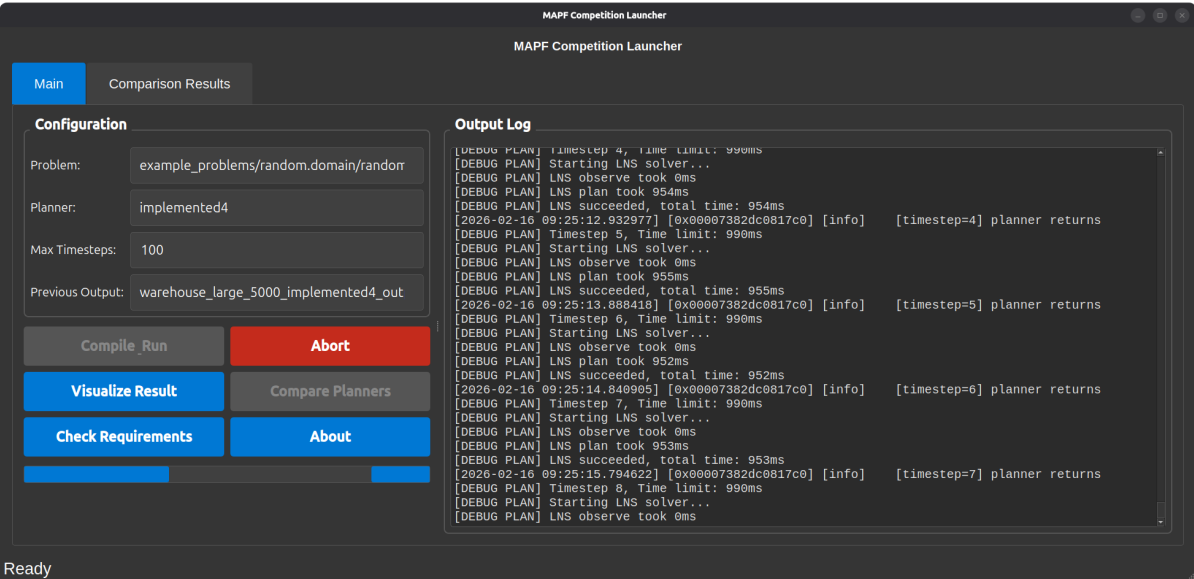 MAPF Competition Launcher
MAPF Competition Launcher
Main
Comparison Results
Configuration
Problem:
example_problems/random.domain/random
Planner:
implemented4
Max Timesteps:
100
Previous Output:
warehouse_large_5000_implemented4_out
Compile_Run
Abort
Visualize Result
Compare Planners
Check Requirements
About
Output Log
[DEBUG PLAN] Timestep 4, Time limit: 990ms
[DEBUG PLAN] Starting LNS solver...
[DEBUG PLAN] LNS observe took 0ms
[DEBUG PLAN] LNS plan took 954ms
[DEBUG PLAN] LNS succeeded, total time: 954ms
[2026-02-16 09:25:12.932977] [0x00007382dc0817c0] [info]    [timestep=4] planner returns
[DEBUG PLAN] Timestep 5, Time limit: 990ms
[DEBUG PLAN] Starting LNS solver...
[DEBUG PLAN] LNS observe took 0ms
[DEBUG PLAN] LNS plan took 955ms
[DEBUG PLAN] LNS succeeded, total time: 955ms
[2026-02-16 09:25:13.888418] [0x00007382dc0817c0] [info]    [timestep=5] planner returns
[DEBUG PLAN] Timestep 6, Time limit: 990ms
[DEBUG PLAN] Starting LNS solver...
[DEBUG PLAN] LNS observe took 0ms
[DEBUG PLAN] LNS plan took 952ms
[DEBUG PLAN] LNS succeeded, total time: 952ms
[2026-02-16 09:25:14.840905] [0x00007382dc0817c0] [info]    [timestep=6] planner returns
[DEBUG PLAN] Timestep 7, Time limit: 990ms
[DEBUG PLAN] Starting LNS solver...
[DEBUG PLAN] LNS observe took 0ms
[DEBUG PLAN] LNS plan took 953ms
[DEBUG PLAN] LNS succeeded, total time: 953ms
[2026-02-16 09:25:15.794622] [0x00007382dc0817c0] [info]    [timestep=7] planner returns
[DEBUG PLAN] Timestep 8, Time limit: 990ms
[DEBUG PLAN] Starting LNS solver...
[DEBUG PLAN] LNS observe took 0ms
Ready